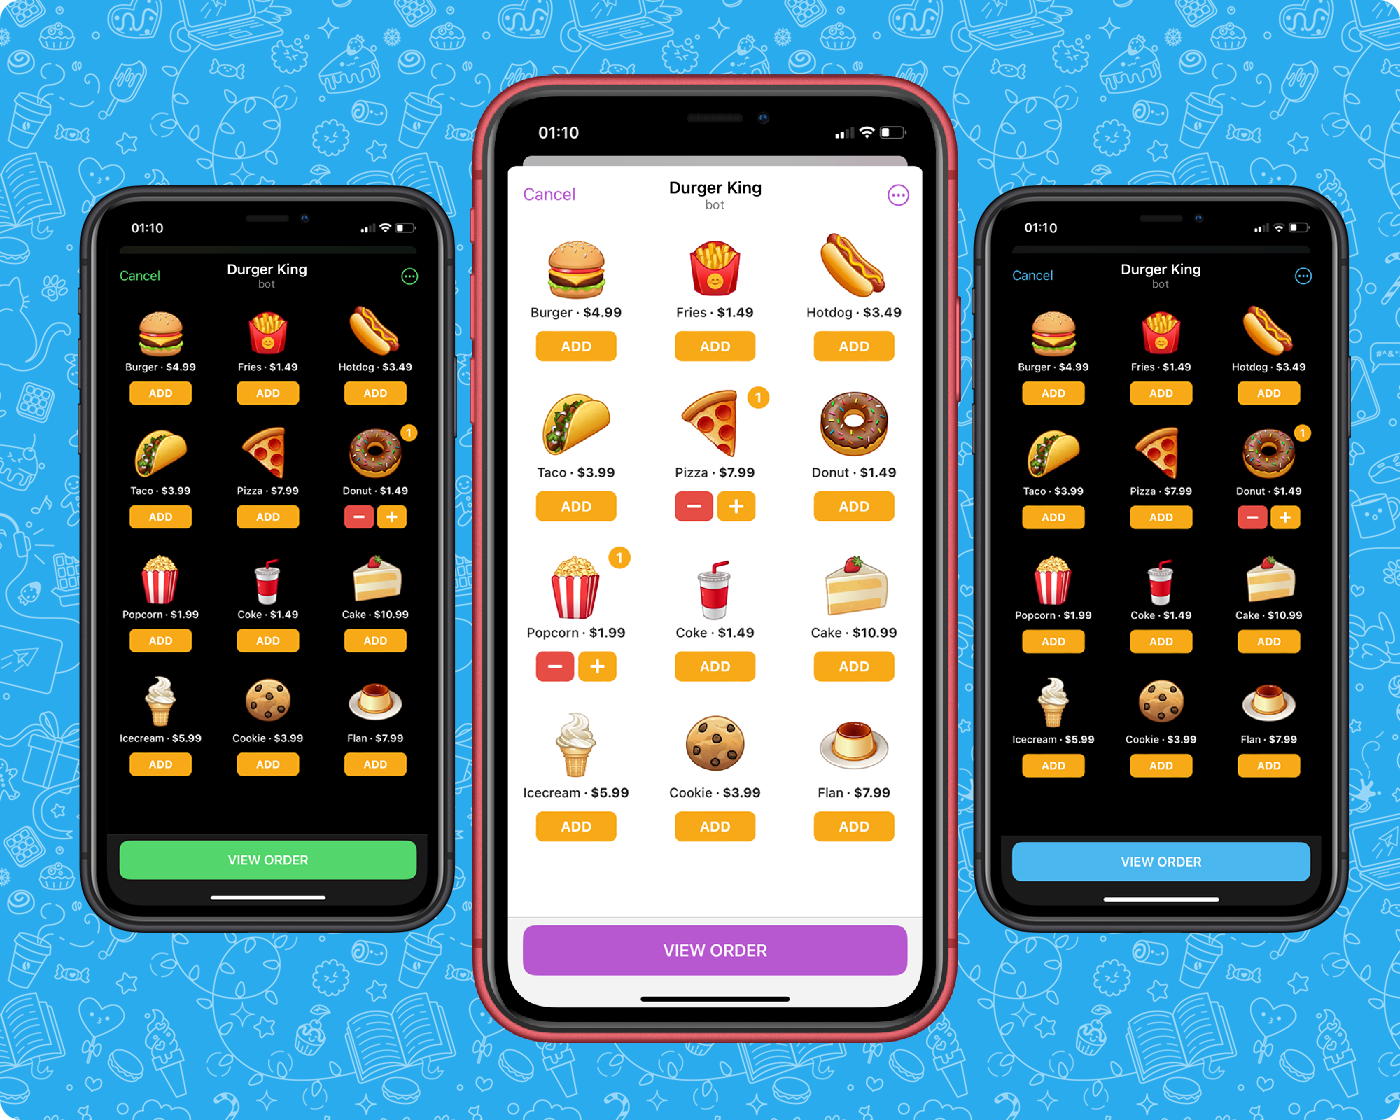 01:10
Cancel
Durger King
bot
Burger · $4.99
Fries · $1.49
Hotdog · $3.49
ADD
ADD
ADD
Taco · $3.99
Pizza · $7.99
Donut · $1.49
1
ADD
ADD
− +
Popcorn · $1.99
Coke · $1.49
Cake · $10.99
ADD
ADD
ADD
Icecream · $5.99
Cookie · $3.99
Flan · $7.99
ADD
ADD
ADD
VIEW ORDER
01:10
Cancel
Durger King
bot
Burger · $4.99
Fries · $1.49
Hotdog · $3.49
ADD
ADD
ADD
1
Taco · $3.99
Pizza · $7.99
Donut · $1.49
ADD
− +
ADD
1
Popcorn · $1.99
Coke · $1.49
Cake · $10.99
− +
ADD
ADD
Icecream · $5.99
Cookie · $3.99
Flan · $7.99
ADD
ADD
ADD
VIEW ORDER
01:10
Cancel
Durger King
bot
Burger · $4.99
Fries · $1.49
Hotdog · $3.49
ADD
ADD
ADD
1
Taco · $3.99
Pizza · $7.99
Donut · $1.49
ADD
ADD
− +
Popcorn · $1.99
Coke · $1.49
Cake · $10.99
ADD
ADD
ADD
Icecream · $5.99
Cookie · $3.99
Flan · $7.99
ADD
ADD
ADD
VIEW ORDER